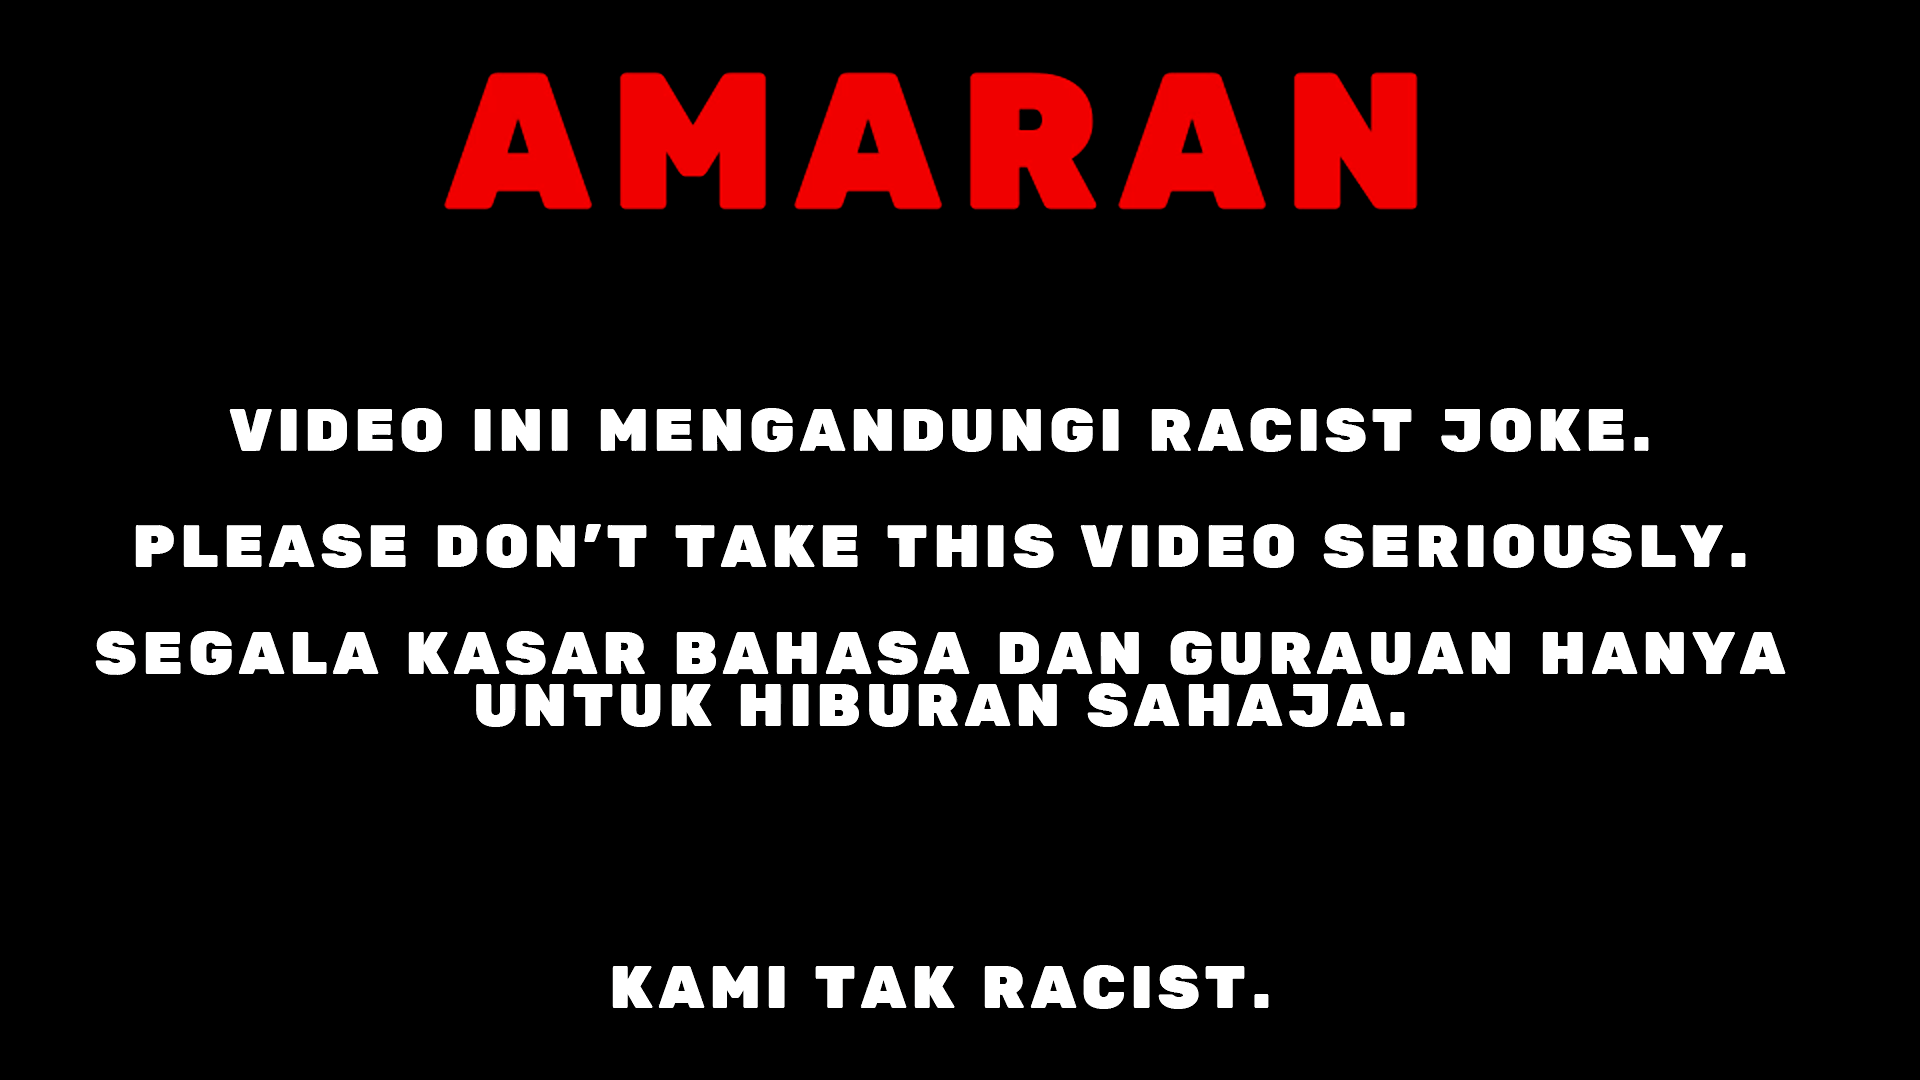 AMARAN
VIDEO INI MENGANDUNGI RACIST JOKE.
PLEASE DON'T TAKE THIS VIDEO SERIOUSLY.
SEGALA KASAR BAHASA DAN GURAUAN HANYA
UNTUK HIBURAN SAHAJA.
KAMI TAK RACIST.